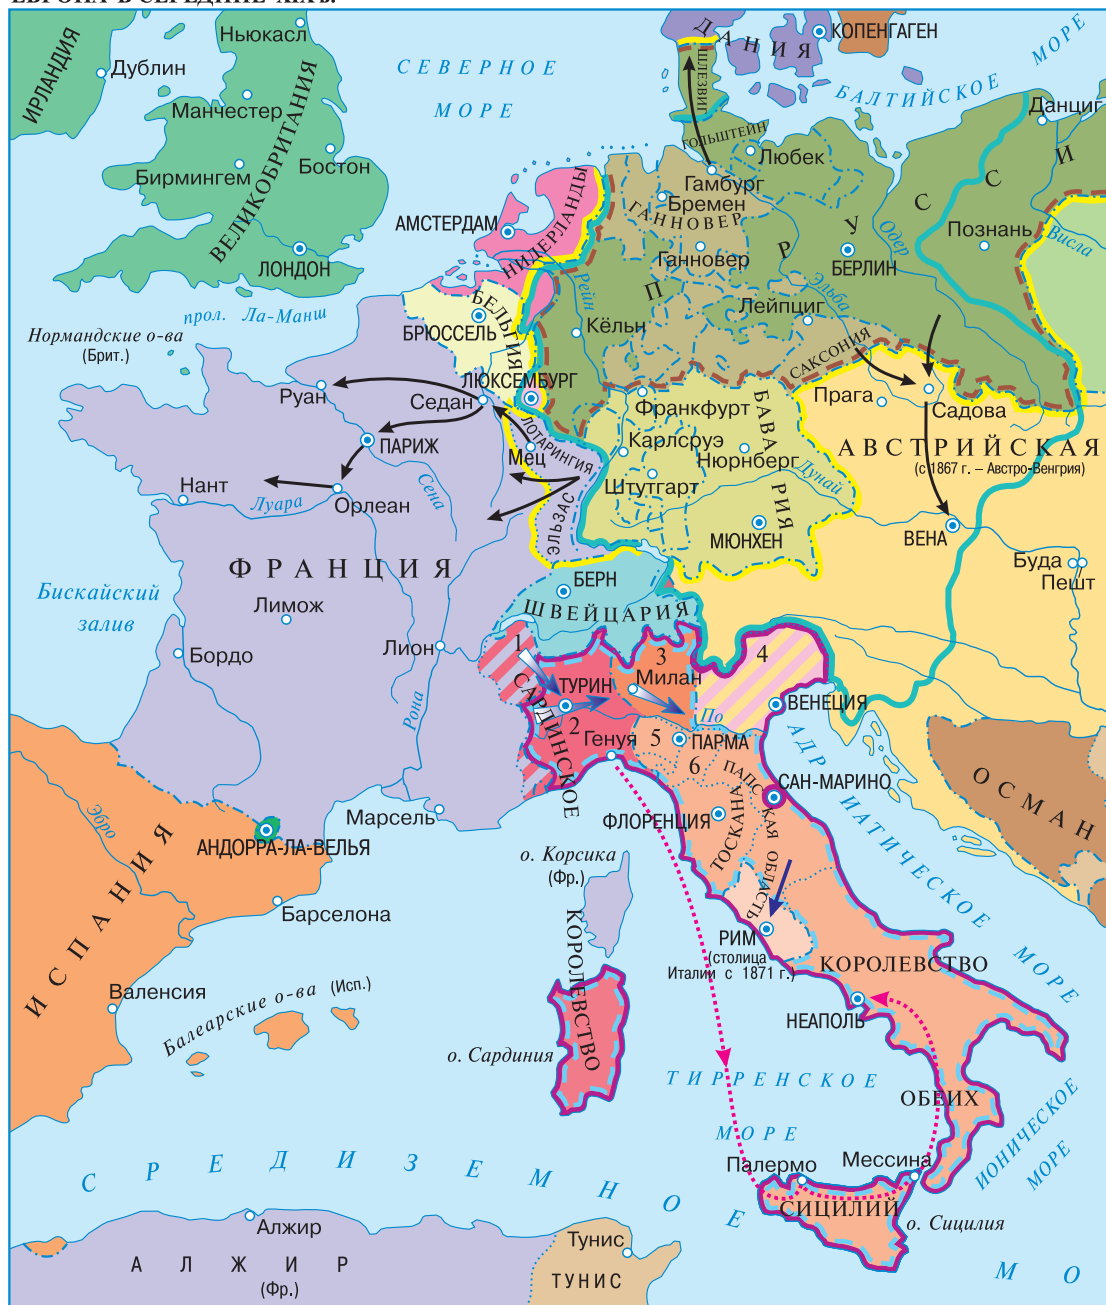 ЕВРОПА В СЕРЕДИНЕ XIX в.
Ньюкасл
ДАНИЯ
КОПЕНГАГЕН
ИРЛАНДИЯ
Дублин
СЕВЕРНОЕ
МОРЕ
ШЛЕЗВИГ
БАЛТИЙСКОЕ МОРЕ
Манчестер
ВЕЛИКОБРИТАНИЯ
Данциг
ГОЛЬШТЕЙН
Любек
Бостон
Бирмингем
Гамбург
Бремен
ГАННОВЕР
ПРУССИ
АМСТЕРДАМ
НИДЕРЛАНДЫ
Познань
Висла
ЛОНДОН
Ганновер
БЕРЛИН
Одер
Эльба
Рейн
Лейпциг
прол. Ла-Манш
Нормандские о-ва
(Брит.)
БЕЛЬГИЯ
БРЮССЕЛЬ
Кёльн
САКСОНИЯ
ЛЮКСЕМБУРГ
Руан
Седан
Прага
Садова
Франкфурт
БАВАРИЯ
ПАРИЖ
ЛОТАРИНГИЯ
Мец
Карлсруэ
Нюрнберг
АВСТРИЙСКАЯ
(с 1867 г. – Австро-Венгрия)
Штутгарт
Дунай
Нант
Луара
Орлеан
Сена
ЭЛЬЗАС
МЮНХЕН
ВЕНА
ФРАНЦИЯ
Буда
Пешт
Бискайский
залив
Лимож
БЕРН
ШВЕЙЦАРИЯ
Бордо
Лион
1
3
4
Милан
ТУРИН
ВЕНЕЦИЯ
Рона
САРДИНСКОЕ
2
По
Генуя
5
ПАРМА
6
АДРИАТИЧЕСКОЕ МОРЕ
ОСМАН
ПАПСКАЯ ОБЛАСТЬ
САН-МАРИНО
Эбро
Марсель
ФЛОРЕНЦИЯ
ТОСКАНА
АНДОРРА-ЛА-ВЕЛЬЯ
о. Корсика
(Фр.)
ИСПАНИЯ
Барселона
КОРОЛЕВСТВО
РИМ
(столица
Италии с 1871 г.)
КОРОЛЕВСТВО
Валенсия
Балеарские о-ва (Исп.)
НЕАПОЛЬ
о. Сардиния
ТИРРЕНСКОЕ
МОРЕ
ОБЕИХ
ИОНИЧЕСКОЕ
МОРЕ
Палермо
Мессина
СИЦИЛИЙ
о. Сицилия
СРЕДИЗЕМНОЕ
МО
Алжир
АЛЖИР
(Фр.)
Тунис
ТУНИС